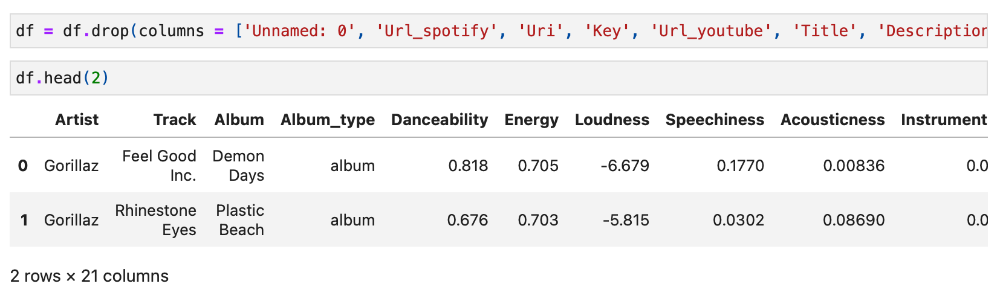 df = df.drop(columns = ['Unnamed: 0', 'Url_spotify', 'Uri', 'Key', 'Url_youtube', 'Title', 'Description
df.head(2)
Artist Track Album Album_type Danceability Energy Loudness Speechiness Acousticness Instrument
0 Gorillaz Feel Good Inc. Demon Days album 0.818 0.705 -6.679 0.1770 0.00836 0.0
1 Gorillaz Rhinestone Eyes Plastic Beach album 0.676 0.703 -5.815 0.0302 0.08690 0.0
2 rows × 21 columns